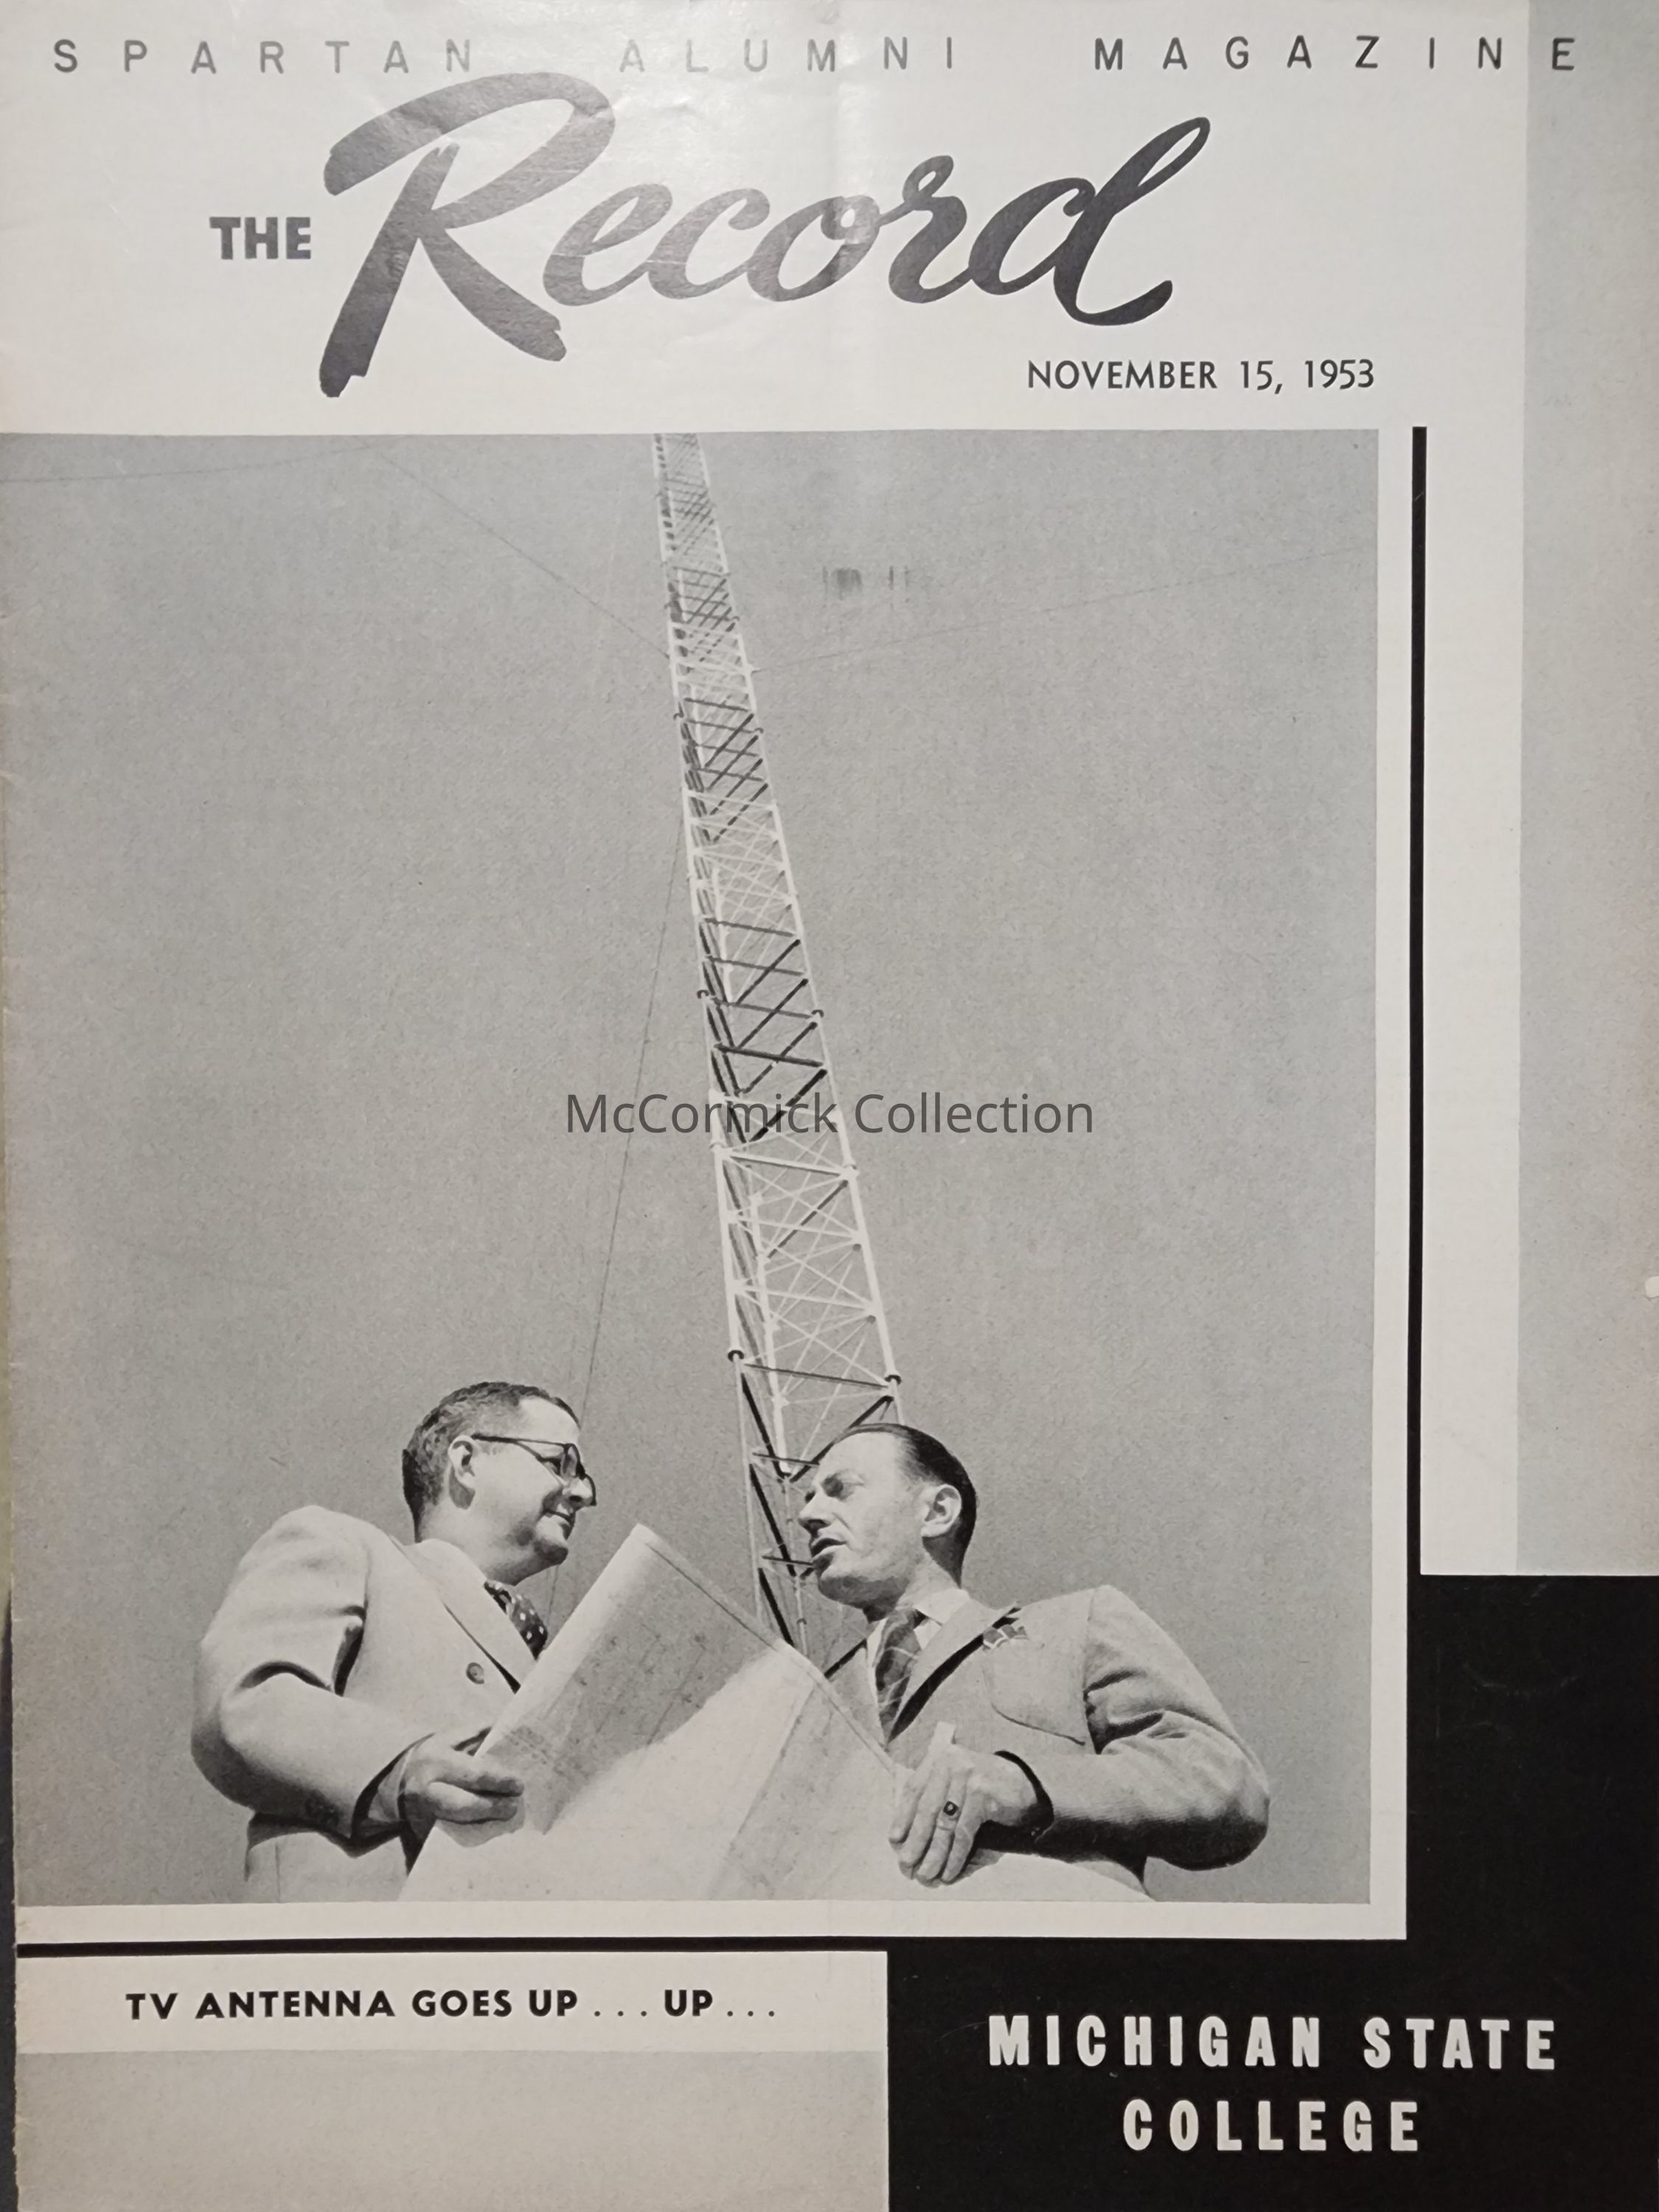 SPARTAN ALUMNI MAGAZINE
THE Record
NOVEMBER 15, 1953
McCormick Collection
TV ANTENNA GOES UP . . . UP . . .
MICHIGAN STATE
COLLEGE